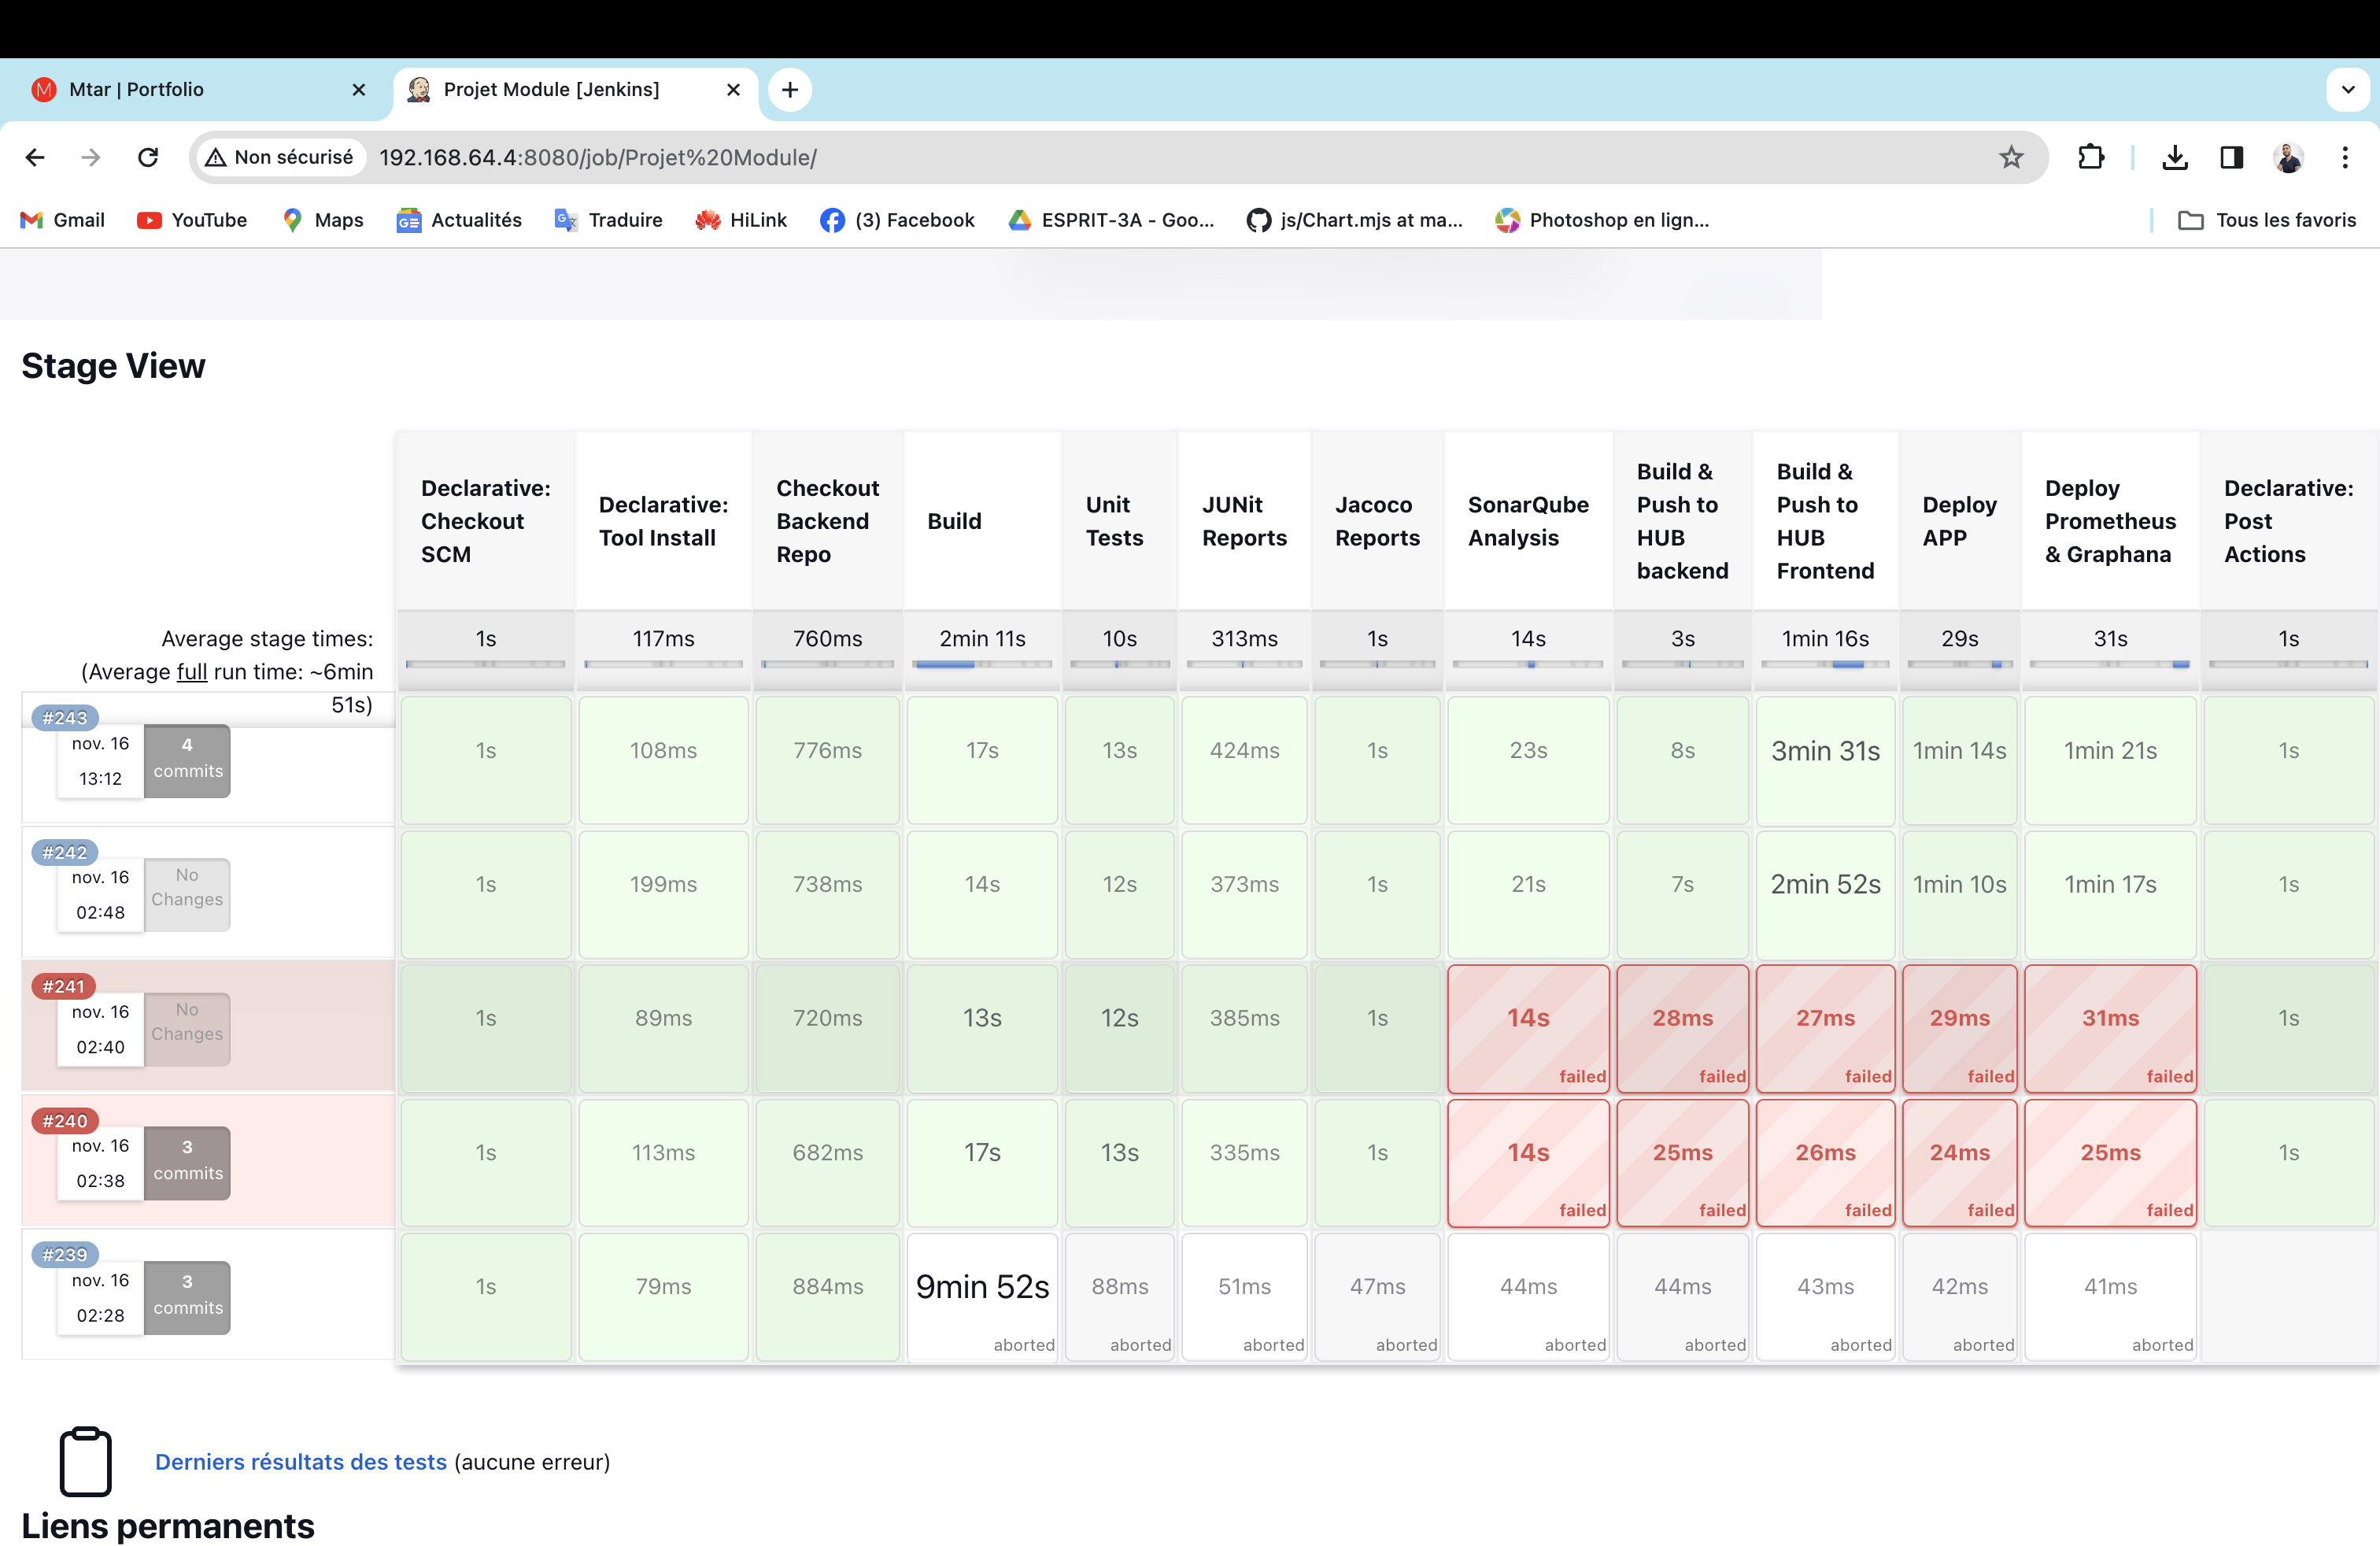 Mtar | Portfolio
Projet Module [Jenkins]
Non sécurisé
192.168.64.4:8080/job/Projet%20Module/
Gmail
YouTube
Maps
Actualités
Traduire
HiLink
(3) Facebook
ESPRIT-3A - Goo...
js/Chart.mjs at ma...
Photoshop en lign...
Tous les favoris
Stage View
Declarative:
Checkout
SCM
Declarative:
Tool Install
Checkout
Backend
Repo
Build
Unit
Tests
JUNit
Reports
Jacoco
Reports
SonarQube
Analysis
Build &
Push to
HUB
backend
Build &
Push to
HUB
Frontend
Deploy
APP
Deploy
Prometheus
& Graphana
Declarative:
Post
Actions
Average stage times:
(Average full run time: ~6min
51s)
1s 117ms 760ms 2min 11s 10s 313ms 1s 14s 3s 1min 16s 29s 31s 1s
#243
nov. 16
13:12
4
commits
1s 108ms 776ms 17s 13s 424ms 1s 23s 8s 3min 31s 1min 14s 1min 21s 1s
#242
nov. 16
02:48
No
Changes
1s 199ms 738ms 14s 12s 373ms 1s 21s 7s 2min 52s 1min 10s 1min 17s 1s
#241
nov. 16
02:40
No
Changes
1s 89ms 720ms 13s 12s 385ms 1s 14s 28ms 27ms 29ms 31ms 1s
failed failed failed failed failed
#240
nov. 16
02:38
3
commits
1s 113ms 682ms 17s 13s 335ms 1s 14s 25ms 26ms 24ms 25ms 1s
failed failed failed failed failed
#239
nov. 16
02:28
3
commits
1s 79ms 884ms 9min 52s 88ms 51ms 47ms 44ms 44ms 43ms 42ms 41ms
aborted aborted aborted aborted aborted aborted aborted aborted aborted
Derniers résultats des tests (aucune erreur)
Liens permanents